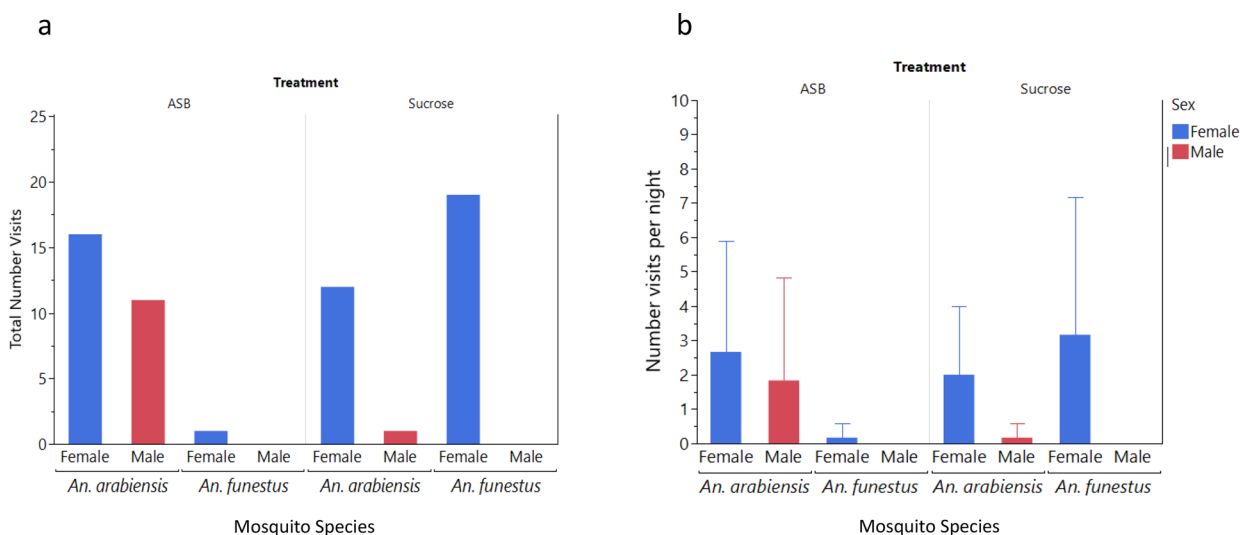 a
Treatment
ASB Sucrose
Total Number Visits
25
20
15
10
5
0
Female Male Female Male Female Male Female Male
An. arabiensis An. funestus An. arabiensis An. funestus
Mosquito Species
b
Treatment
ASB Sucrose
Number visits per night
10
9
8
7
6
5
4
3
2
1
0
Female Male Female Male Female Male Female Male
An. arabiensis An. funestus An. arabiensis An. funestus
Mosquito Species
Sex
Female
Male